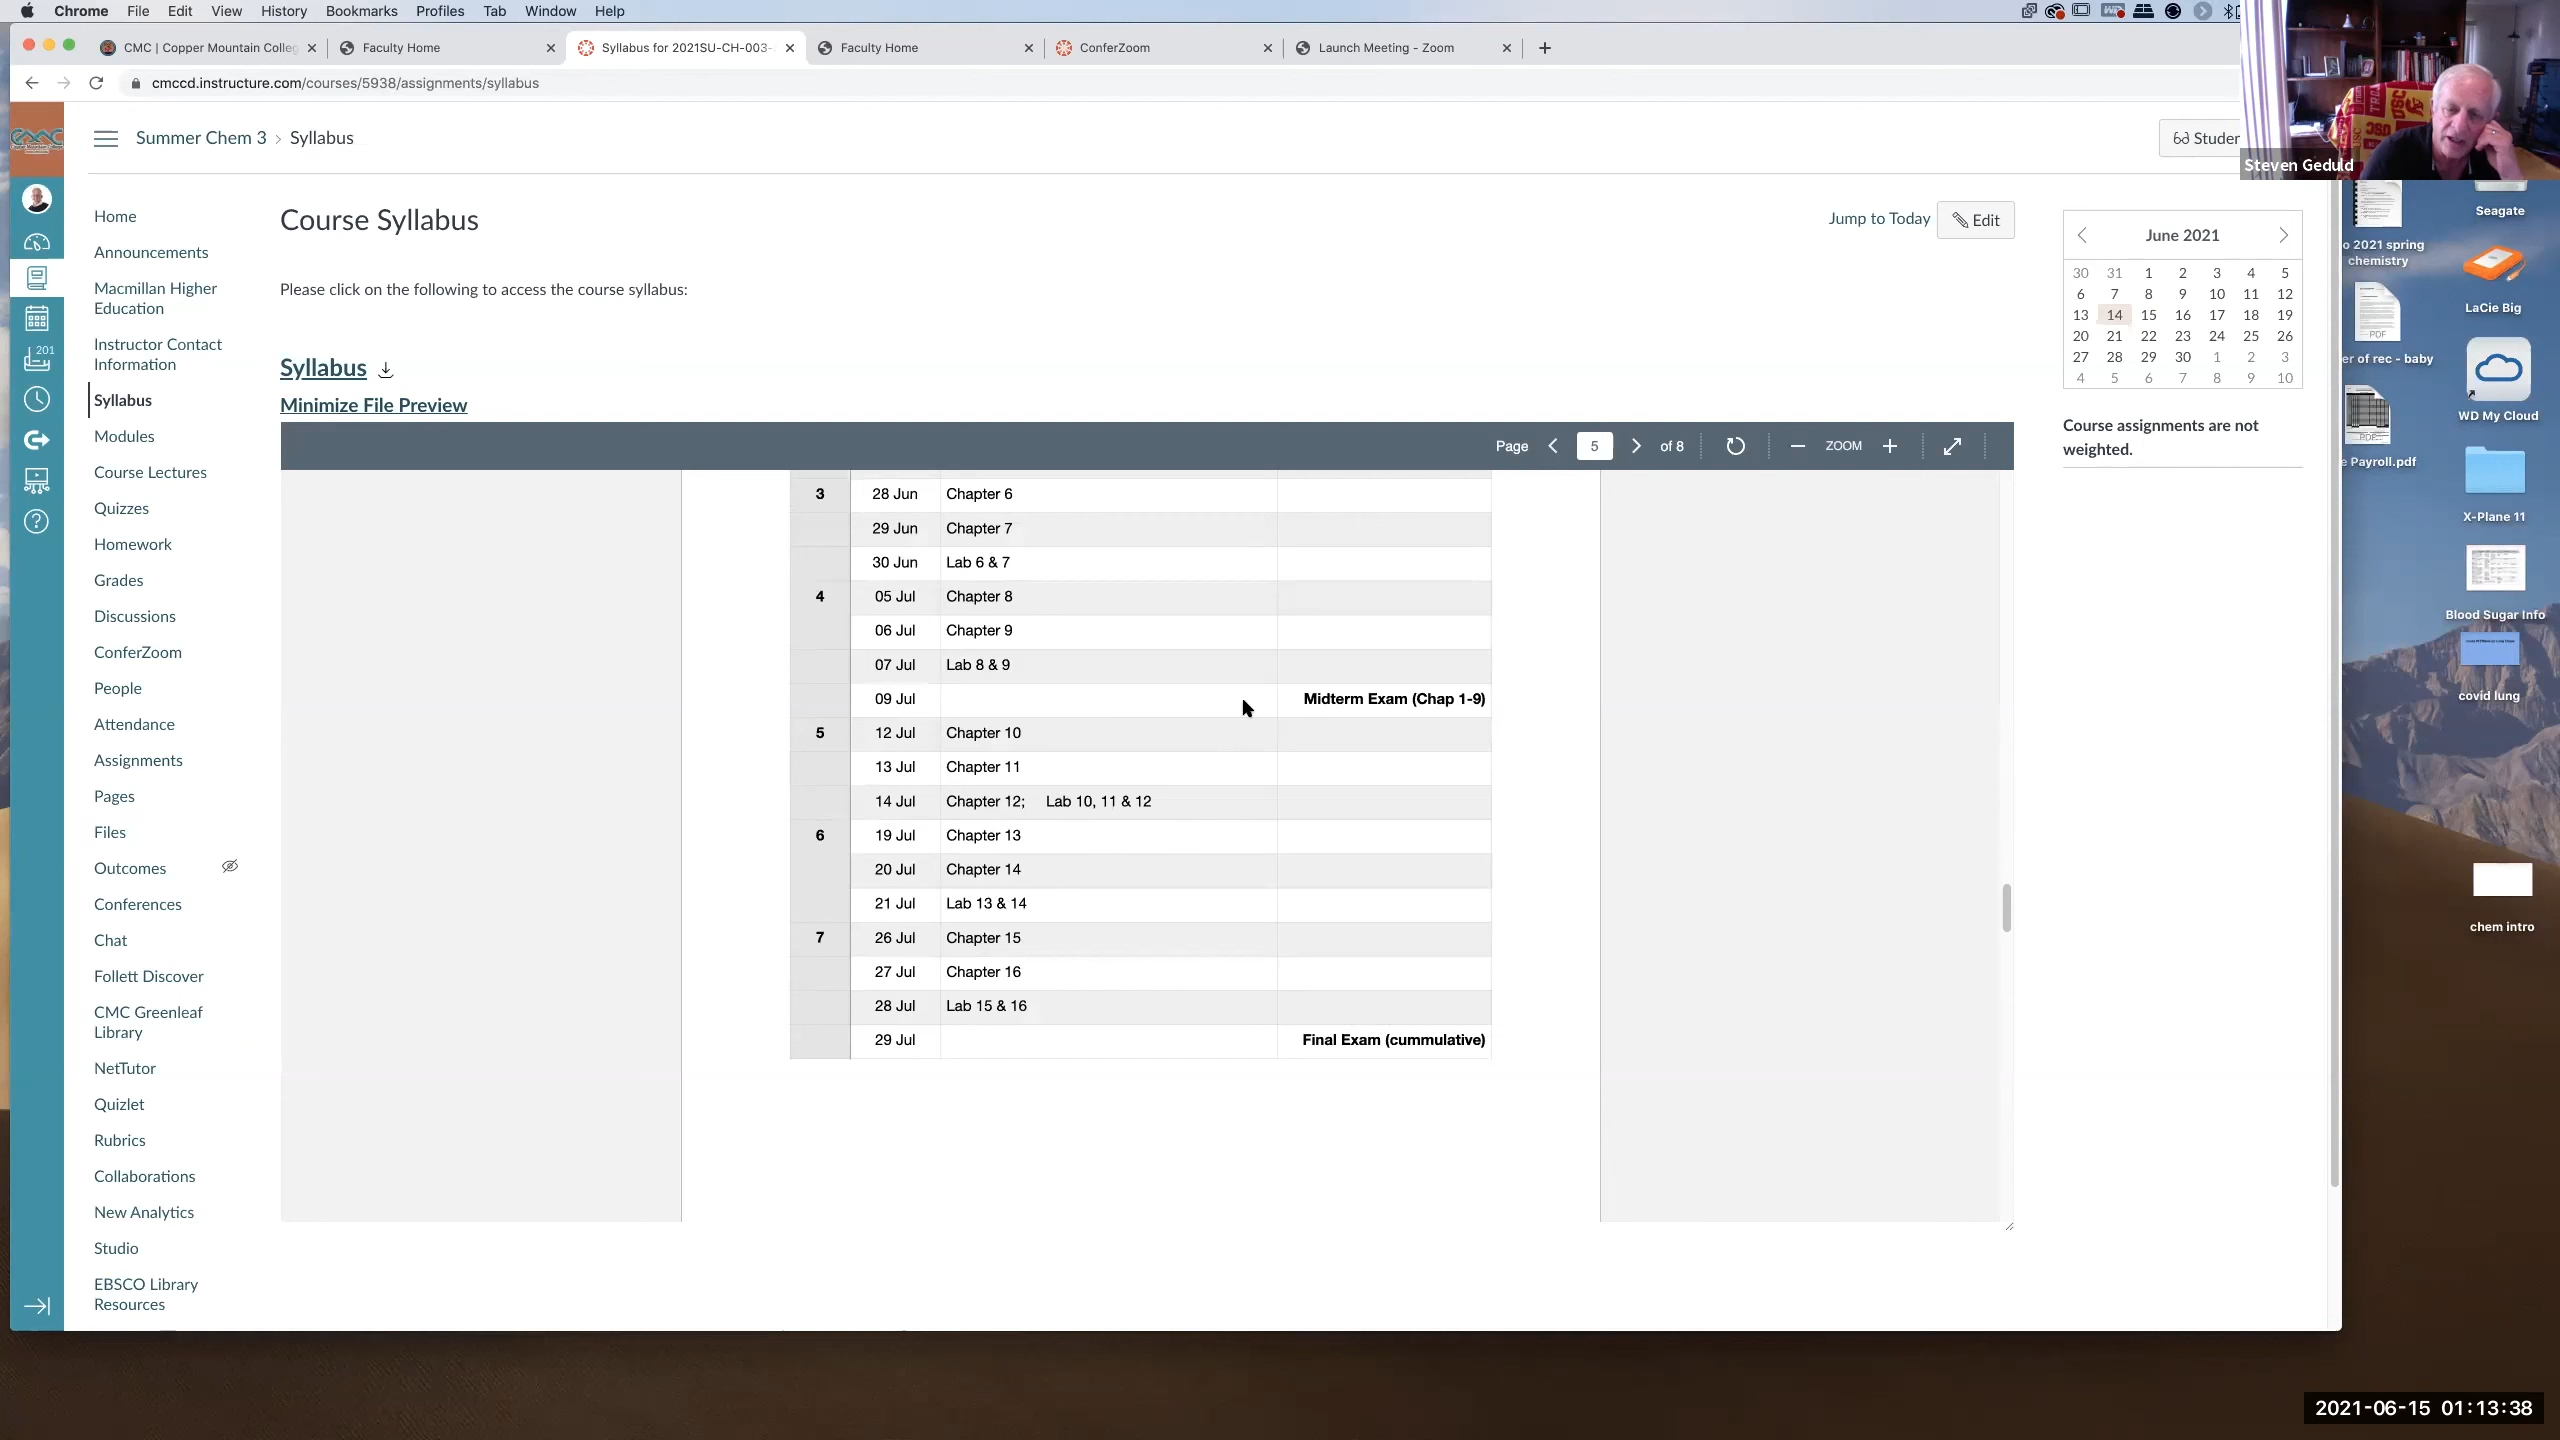 Chrome File Edit View History Bookmarks Profiles Tab Window Help
CMC | Copper Mountain Colleg
Faculty Home
Syllabus for 2021SU-CH-003-
Faculty Home
ConferZoom
Launch Meeting - Zoom
cmccd.instructure.com/courses/5938/assignments/syllabus
CMC
Summer Chem 3 › Syllabus
Studen
Steven Geduld
201
Home
Announcements
Macmillan Higher
Education
Instructor Contact
Information
Syllabus
Modules
Course Lectures
Quizzes
Homework
Grades
Discussions
ConferZoom
People
Attendance
Assignments
Pages
Files
Outcomes
Conferences
Chat
Follett Discover
CMC Greenleaf
Library
NetTutor
Quizlet
Rubrics
Collaborations
New Analytics
Studio
EBSCO Library
Resources
Course Syllabus
Jump to Today
Edit
Please click on the following to access the course syllabus:
Syllabus
Minimize File Preview
Page 5 of 8 ZOOM
3 28 Jun Chapter 6
29 Jun Chapter 7
30 Jun Lab 6 & 7
4 05 Jul Chapter 8
06 Jul Chapter 9
07 Jul Lab 8 & 9
09 Jul Midterm Exam (Chap 1-9)
5 12 Jul Chapter 10
13 Jul Chapter 11
14 Jul Chapter 12; Lab 10, 11 & 12
6 19 Jul Chapter 13
20 Jul Chapter 14
21 Jul Lab 13 & 14
7 26 Jul Chapter 15
27 Jul Chapter 16
28 Jul Lab 15 & 16
29 Jul Final Exam (cummulative)
June 2021
30 31 1 2 3 4 5
6 7 8 9 10 11 12
13 14 15 16 17 18 19
20 21 22 23 24 25 26
27 28 29 30 1 2 3
4 5 6 7 8 9 10
Course assignments are not
weighted.
o 2021 spring
chemistry
PDF
er of rec - baby
PDF
e Payroll.pdf
Seagate
LaCie Big
WD My Cloud
X-Plane 11
Blood Sugar Info
covid lung
chem intro
2021-06-15 01:13:38